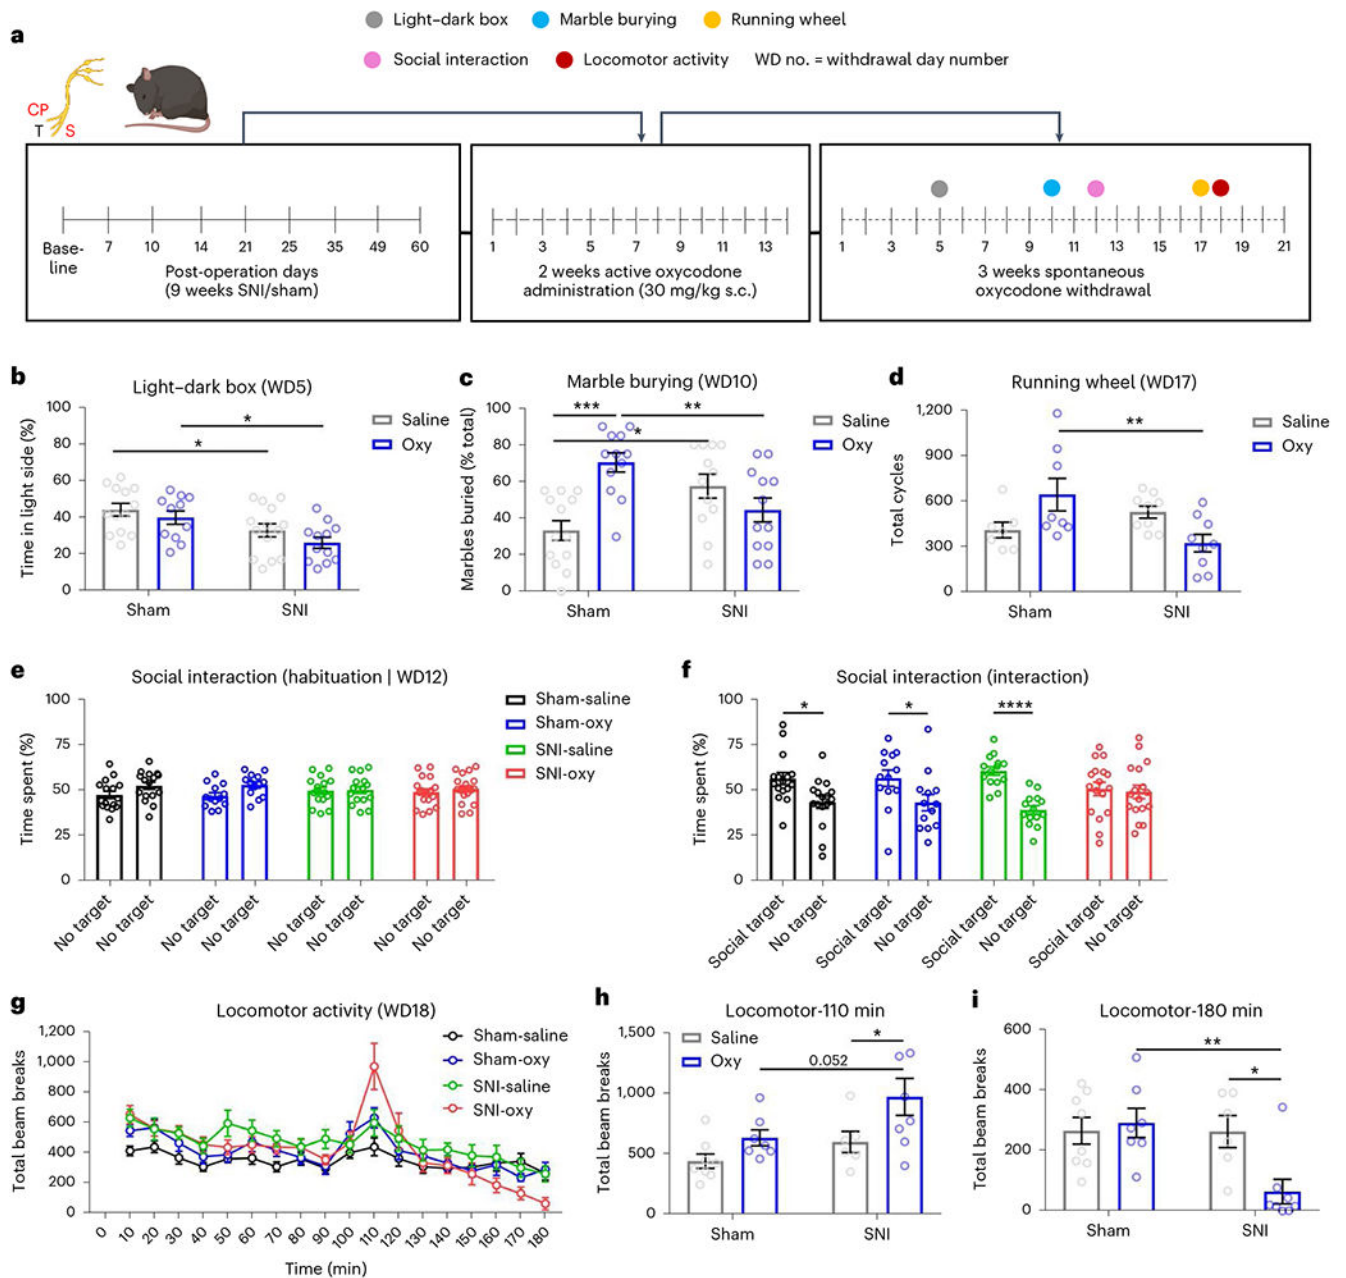 a
Light–dark box
Marble burying
Running wheel
Social interaction
Locomotor activity
WD no. = withdrawal day number
CP
T
S
Base-
line
7
10
14
21
25
35
49
60
Post-operation days
(9 weeks SNI/sham)
1
3
5
7
9
11
13
2 weeks active oxycodone
administration (30 mg/kg s.c.)
1
3
5
7
9
11
13
15
17
19
21
3 weeks spontaneous
oxycodone withdrawal
b
Light–dark box (WD5)
Time in light side (%)
100
80
60
40
20
0
*
*
Saline
Oxy
Sham
SNI
c
Marble burying (WD10)
Marbles buried (% total)
100
80
60
40
20
0
***
**
*
Saline
Oxy
Sham
SNI
d
Running wheel (WD17)
Total cycles
1,200
900
600
300
0
**
Saline
Oxy
Sham
SNI
e
Social interaction (habituation | WD12)
Time spent (%)
100
75
50
25
0
No target
No target
No target
No target
No target
No target
No target
No target
Sham-saline
Sham-oxy
SNI-saline
SNI-oxy
f
Social interaction (interaction)
Time spent (%)
100
75
50
25
0
*
*
****
Social target
No target
Social target
No target
Social target
No target
Social target
No target
g
Locomotor activity (WD18)
Total beam breaks
1,200
1,000
800
600
400
200
0
Sham-saline
Sham-oxy
SNI-saline
SNI-oxy
0
10
20
30
40
50
60
70
80
90
100
110
120
130
140
150
160
170
180
Time (min)
h
Locomotor-110 min
Total beam breaks
1,500
1,000
500
0
Saline
Oxy
*
0.052
Sham
SNI
i
Locomotor-180 min
Total beam breaks
600
400
200
0
**
*
Sham
SNI